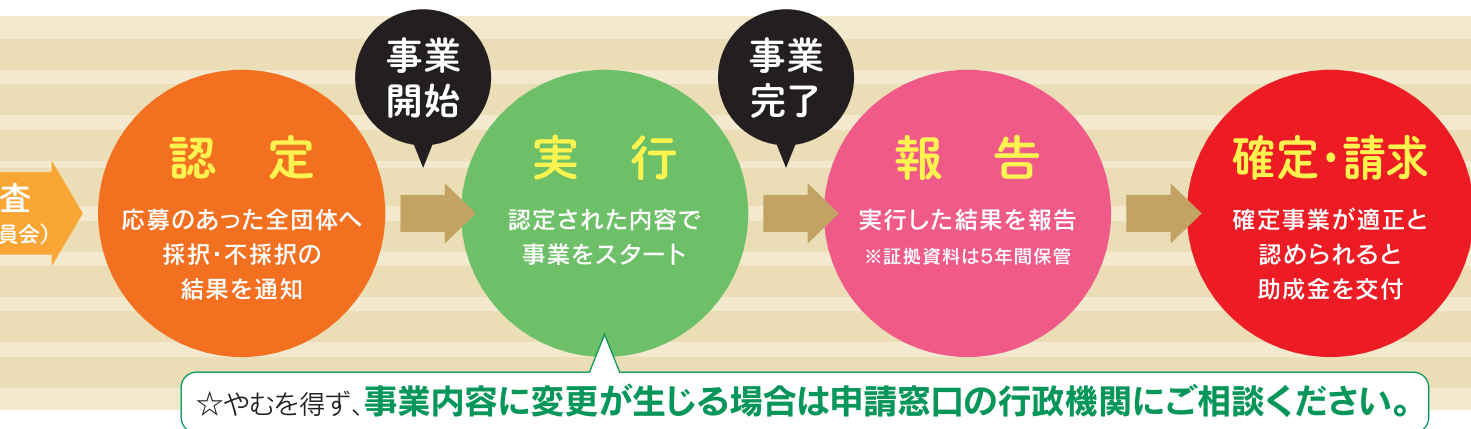 査
員会）
認 定
応募のあった全団体へ
採択・不採択の
結果を通知
事業
開始
実 行
認定された内容で
事業をスタート
事業
完了
報 告
実行した結果を報告
※証拠資料は5年間保管
確定・請求
確定事業が適正と
認められると
助成金を交付
☆やむを得ず、事業内容に変更が生じる場合は申請窓口の行政機関にご相談ください。